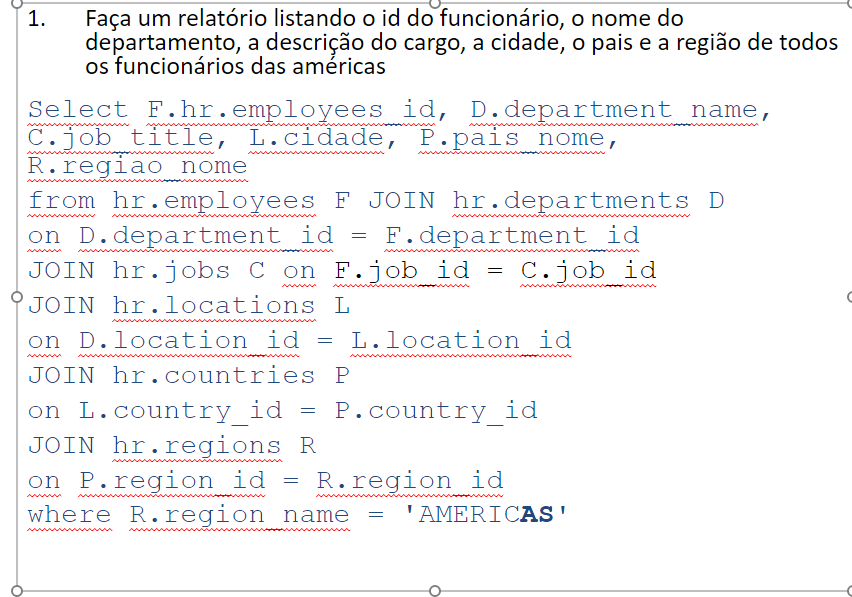 1. Faça um relatório listando o id do funcionário, o nome do
departamento, a descrição do cargo, a cidade, o pais e a região de todos
os funcionários das américas
Select F.hr.employees_id, D.department_name,
C.job_title, L.cidade, P.pais_nome,
R.regiao_nome
from hr.employees F JOIN hr.departments D
on D.department_id = F.department_id
JOIN hr.jobs C on F.job_id = C.job_id
JOIN hr.locations L
on D.location_id = L.location_id
JOIN hr.countries P
on L.country_id = P.country_id
JOIN hr.regions R
on P.region_id = R.region_id
where R.region_name = 'AMERICAS'